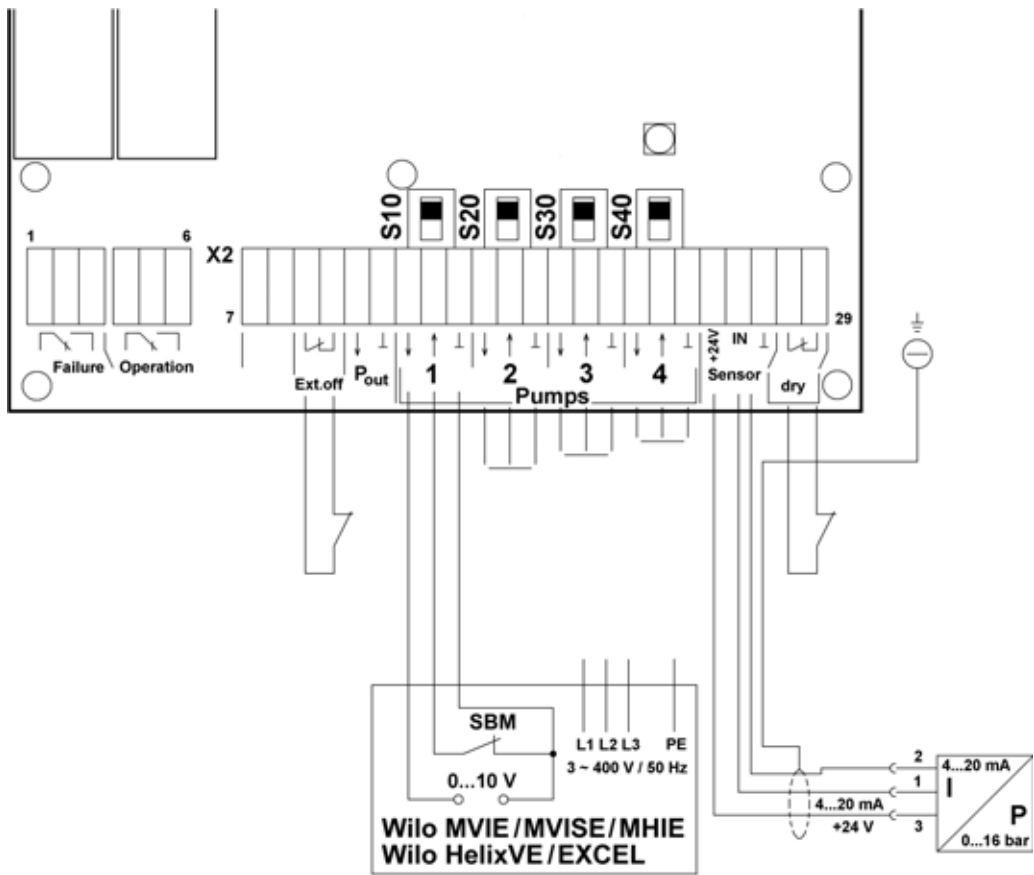 S10
S20
S30
S40
1
6
X2
7
29
Failure
Operation
Ext.off
Pout
1
2
3
4
Pumps
+24V
IN
Sensor
dry
SBM
0...10 V
L1 L2 L3 PE
3 ~ 400 V / 50 Hz
Wilo MVIE / MVISE / MHIE
Wilo HelixVE / EXCEL
2
4...20 mA
1
I
4...20 mA
+24 V
3
P
0...16 bar